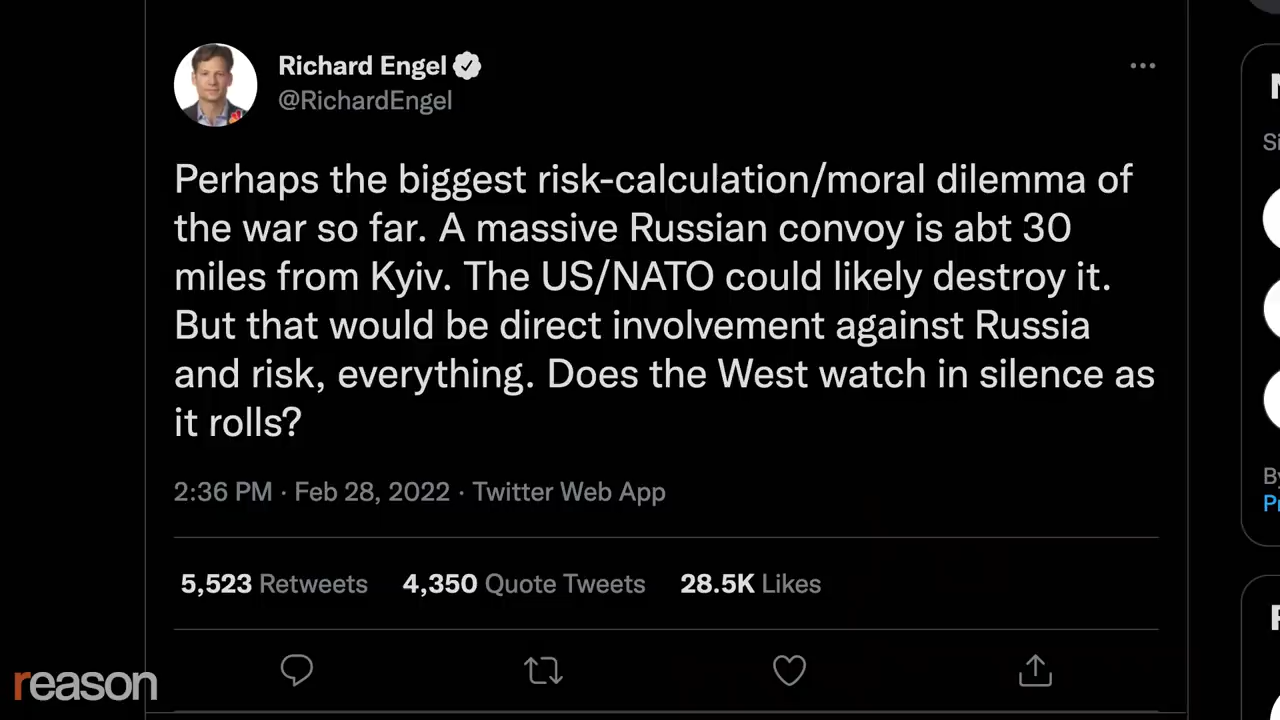 Richard Engel
@RichardEngel
Perhaps the biggest risk-calculation/moral dilemma of
the war so far. A massive Russian convoy is abt 30
miles from Kyiv. The US/NATO could likely destroy it.
But that would be direct involvement against Russia
and risk, everything. Does the West watch in silence as
it rolls?
2:36 PM · Feb 28, 2022 · Twitter Web App
5,523 Retweets 4,350 Quote Tweets 28.5K Likes
reason